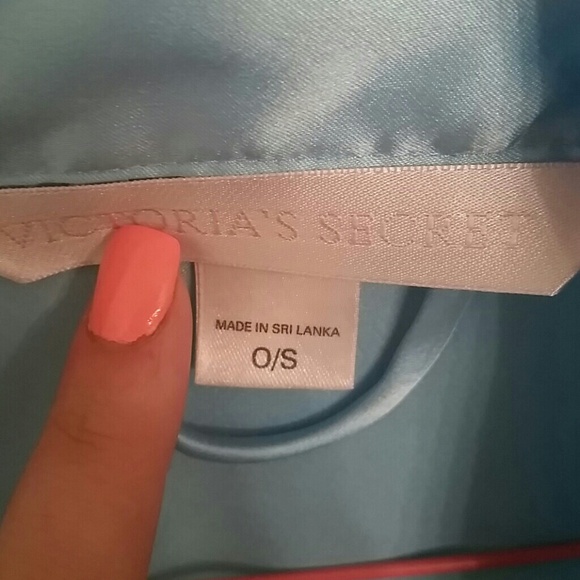 VICTORIA'S SECRET
MADE IN SRI LANKA
O/S